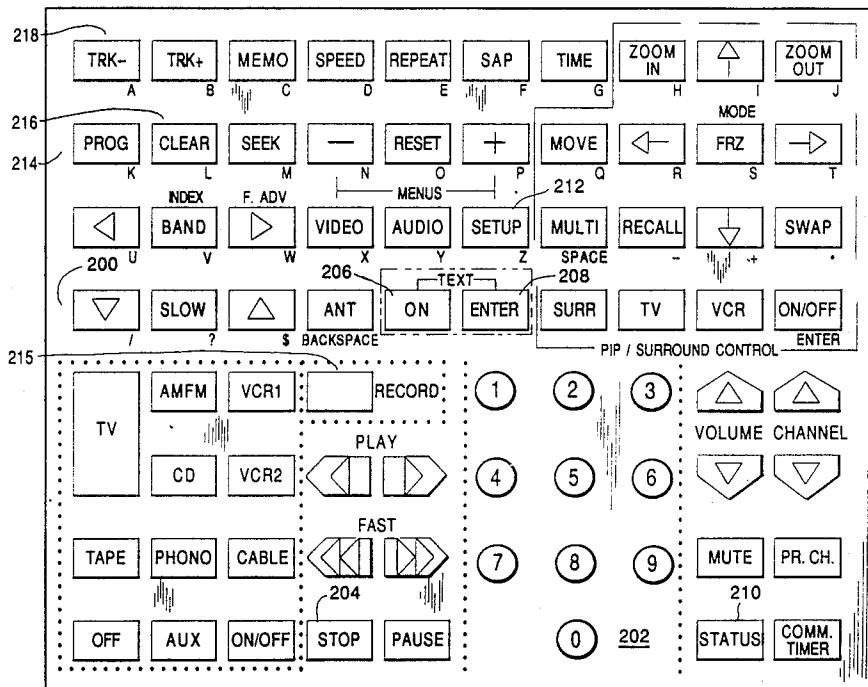 218
TRK- TRK+ MEMO SPEED REPEAT SAP TIME ZOOM IN ZOOM OUT
A B C D E F G H I J
216
214
MODE
PROG CLEAR SEEK — RESET + MOVE FRZ
K L M N O P Q R S T
INDEX F. ADV MENUS 212
BAND VIDEO AUDIO SETUP MULTI RECALL SWAP
U V W X Y Z SPACE - + •
200 206 TEXT 208
SLOW ANT ON ENTER SURR TV VCR ON/OFF
/ ? $ BACKSPACE ENTER
PIP / SURROUND CONTROL
215
TV AMFM VCR1 RECORD 1 2 3
PLAY VOLUME CHANNEL
CD VCR2 4 5 6
FAST
TAPE PHONO CABLE 7 8 9 MUTE PR. CH.
204 210
OFF AUX ON/OFF STOP PAUSE 0 202 STATUS COMM. TIMER